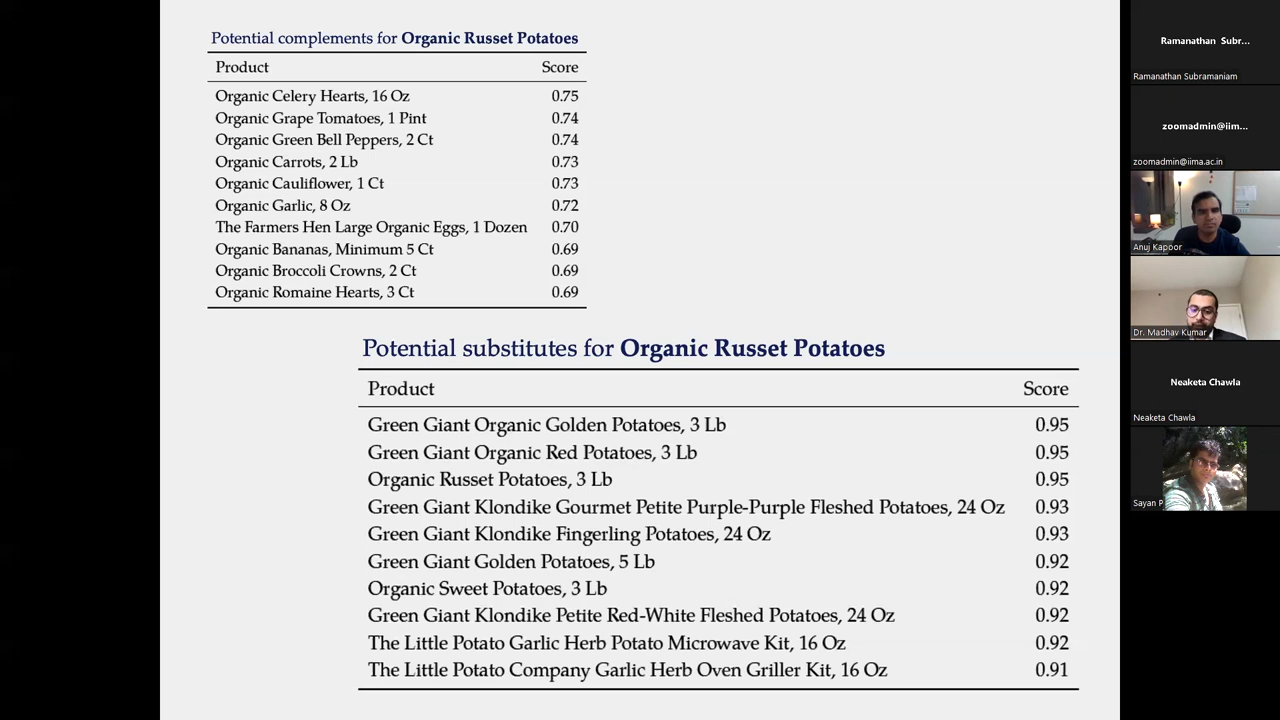 Potential complements for Organic Russet Potatoes
Product Score
Organic Celery Hearts, 16 Oz 0.75
Organic Grape Tomatoes, 1 Pint 0.74
Organic Green Bell Peppers, 2 Ct 0.74
Organic Carrots, 2 Lb 0.73
Organic Cauliflower, 1 Ct 0.73
Organic Garlic, 8 Oz 0.72
The Farmers Hen Large Organic Eggs, 1 Dozen 0.70
Organic Bananas, Minimum 5 Ct 0.69
Organic Broccoli Crowns, 2 Ct 0.69
Organic Romaine Hearts, 3 Ct 0.69
Potential substitutes for Organic Russet Potatoes
Product Score
Green Giant Organic Golden Potatoes, 3 Lb 0.95
Green Giant Organic Red Potatoes, 3 Lb 0.95
Organic Russet Potatoes, 3 Lb 0.95
Green Giant Klondike Gourmet Petite Purple-Purple Fleshed Potatoes, 24 Oz 0.93
Green Giant Klondike Fingerling Potatoes, 24 Oz 0.93
Green Giant Golden Potatoes, 5 Lb 0.92
Organic Sweet Potatoes, 3 Lb 0.92
Green Giant Klondike Petite Red-White Fleshed Potatoes, 24 Oz 0.92
The Little Potato Garlic Herb Potato Microwave Kit, 16 Oz 0.92
The Little Potato Company Garlic Herb Oven Griller Kit, 16 Oz 0.91
Ramanathan Subr...
Ramanathan Subramaniam
zoomadmin@iim...
zoomadmin@iima.ac.in
Anuj Kapoor
Dr. Madhav Kumar
Neaketa Chawla
Neaketa Chawla
Sayan P